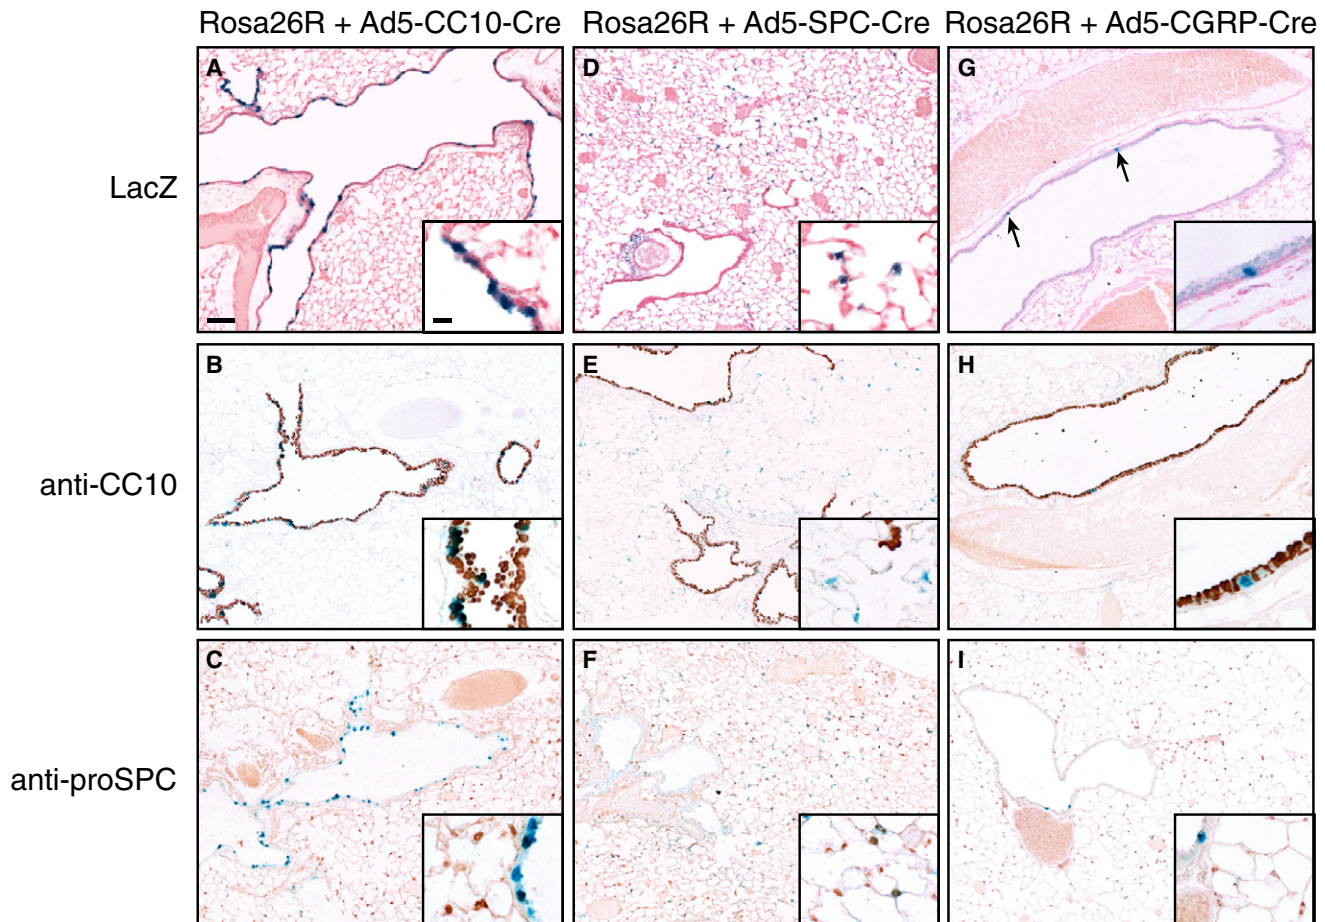 Rosa26R + Ad5-CC10-Cre Rosa26R + Ad5-SPC-Cre Rosa26R + Ad5-CGRP-Cre
LacZ
A D G
anti-CC10
B E H
anti-proSPC
C F I